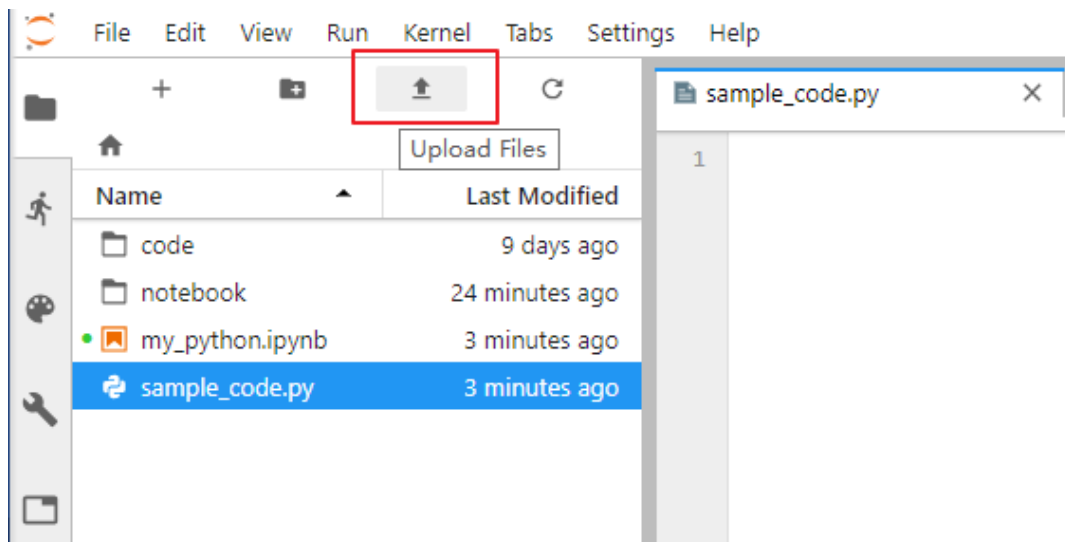 File Edit View Run Kernel Tabs Settings Help
sample_code.py
Upload Files
1
Name Last Modified
code 9 days ago
notebook 24 minutes ago
my_python.ipynb 3 minutes ago
sample_code.py 3 minutes ago